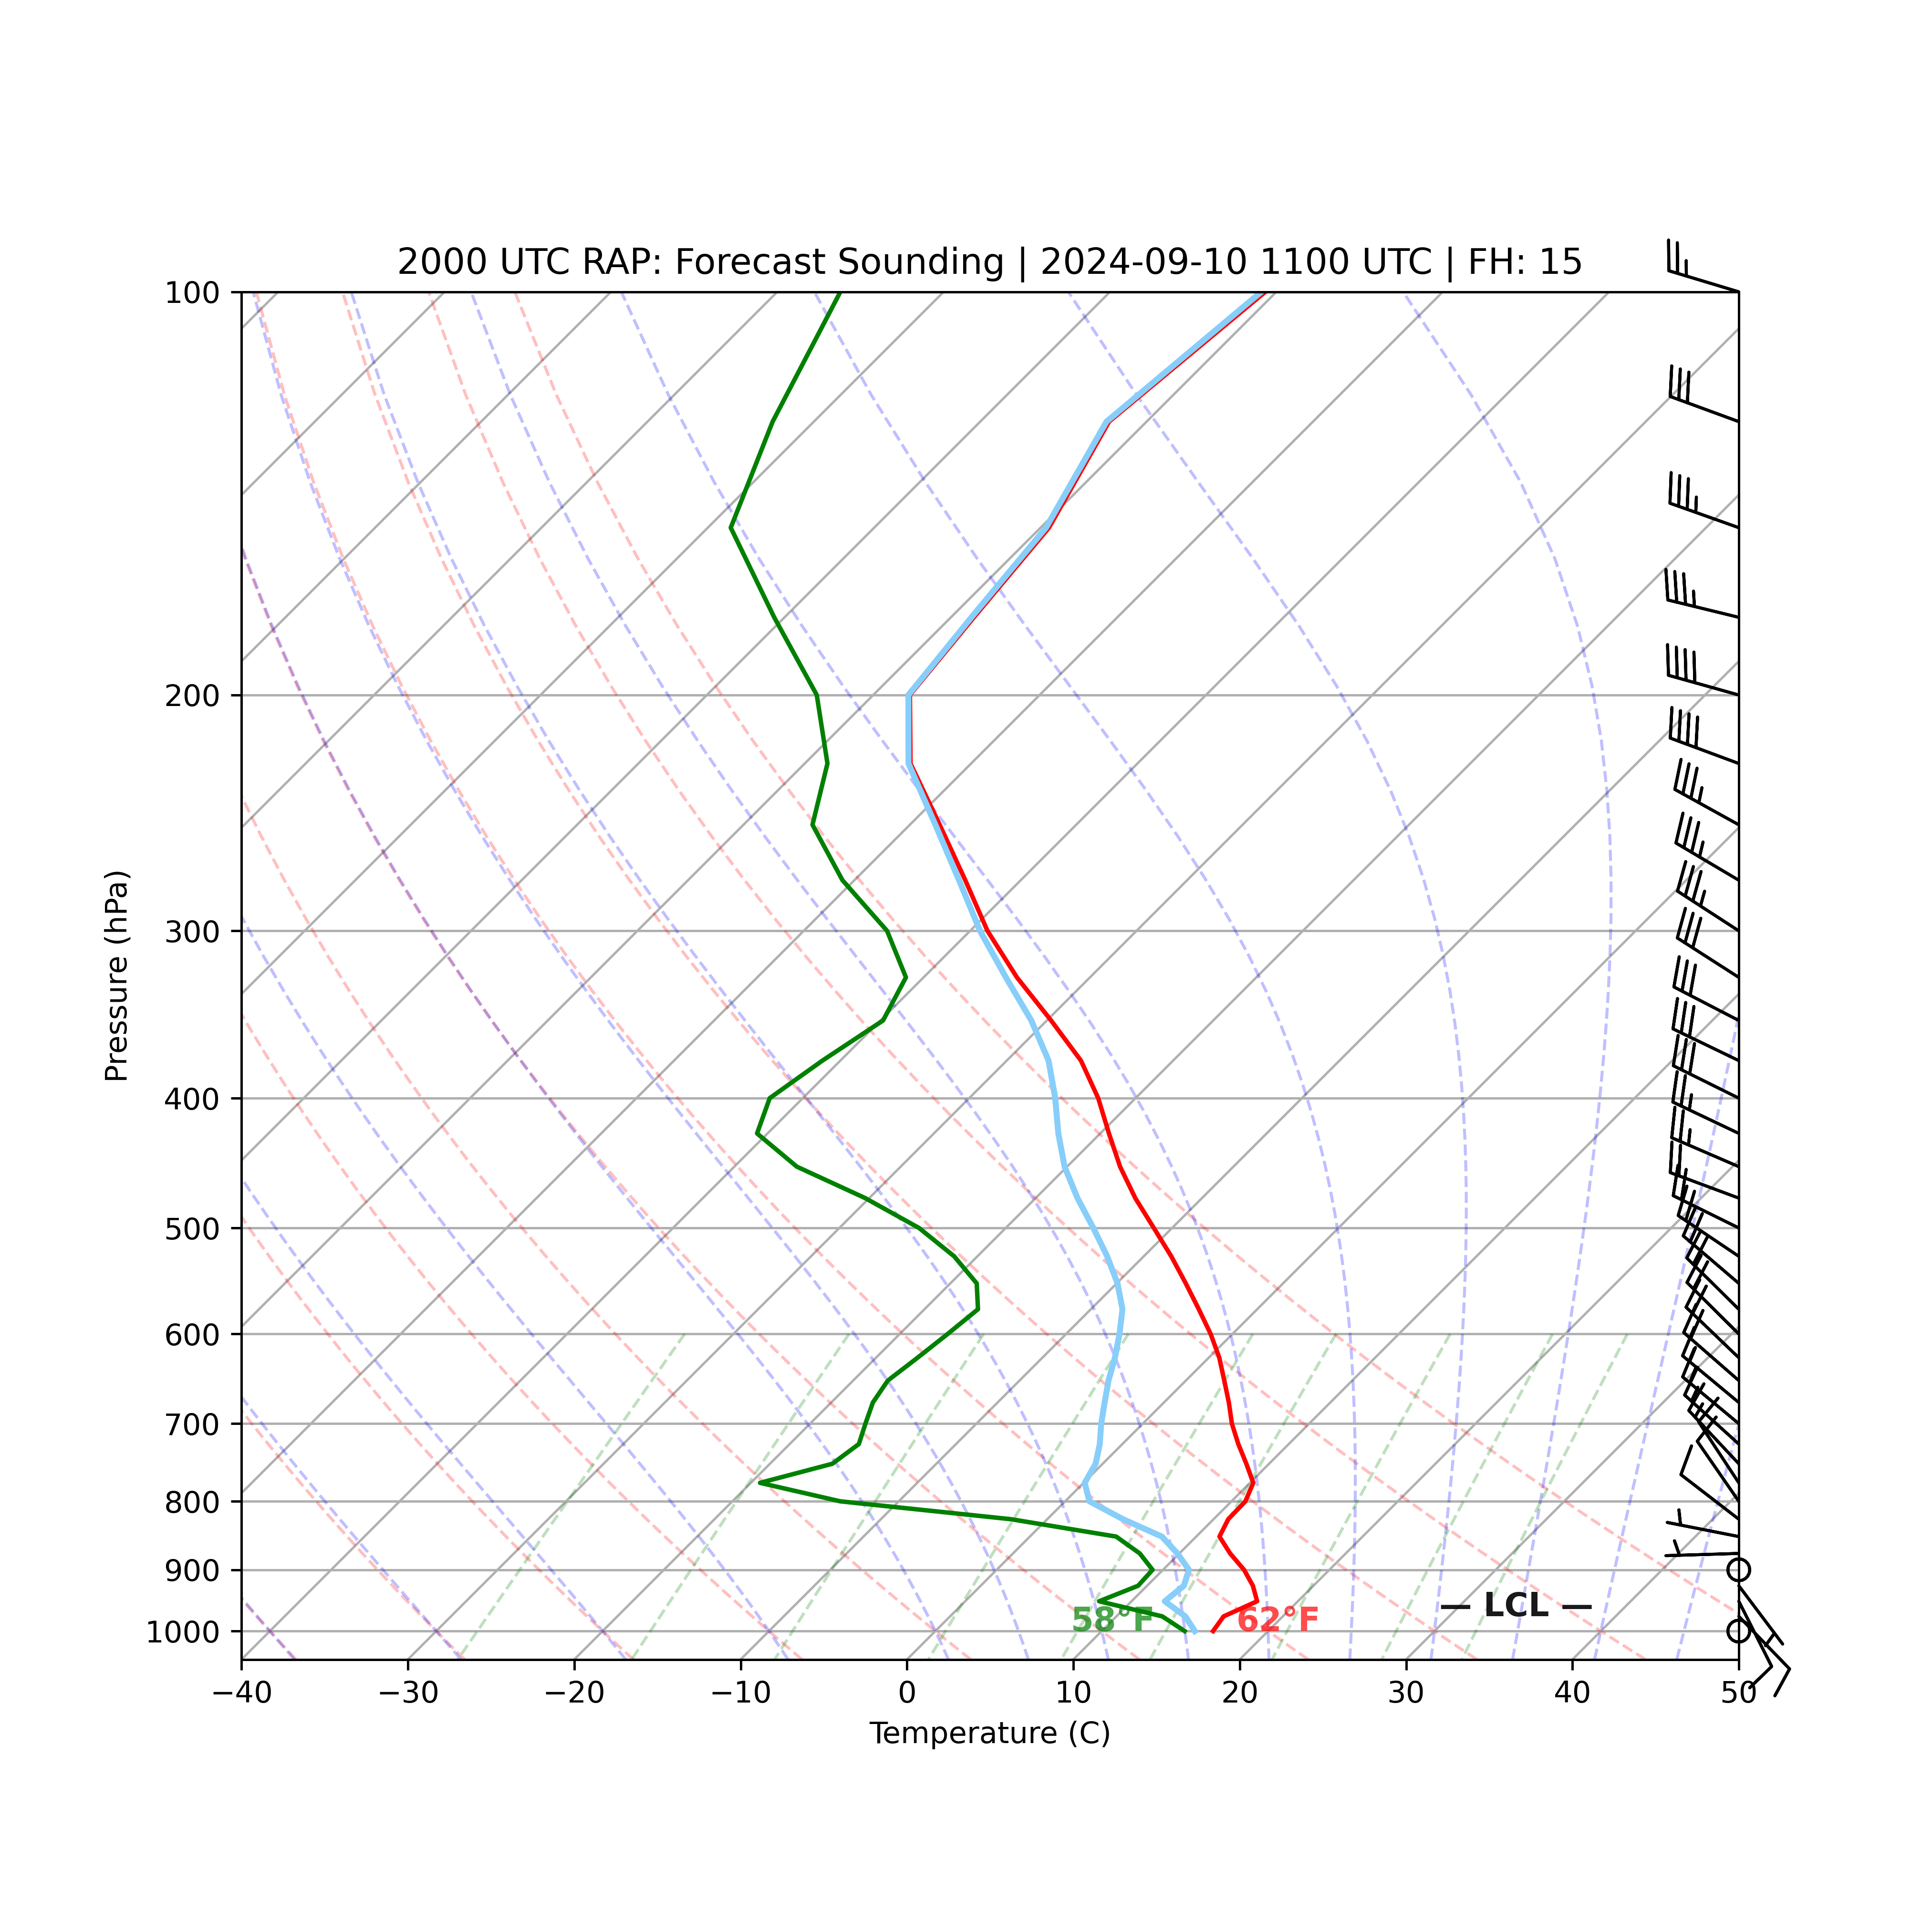 2000 UTC RAP: Forecast Sounding | 2024-09-10 1100 UTC | FH: 15
100
200
300
400
500
600
700
800
900
1000
Pressure (hPa)
58°F
62°F
— LCL —
−40 −30 −20 −10 0 10 20 30 40 50
Temperature (C)